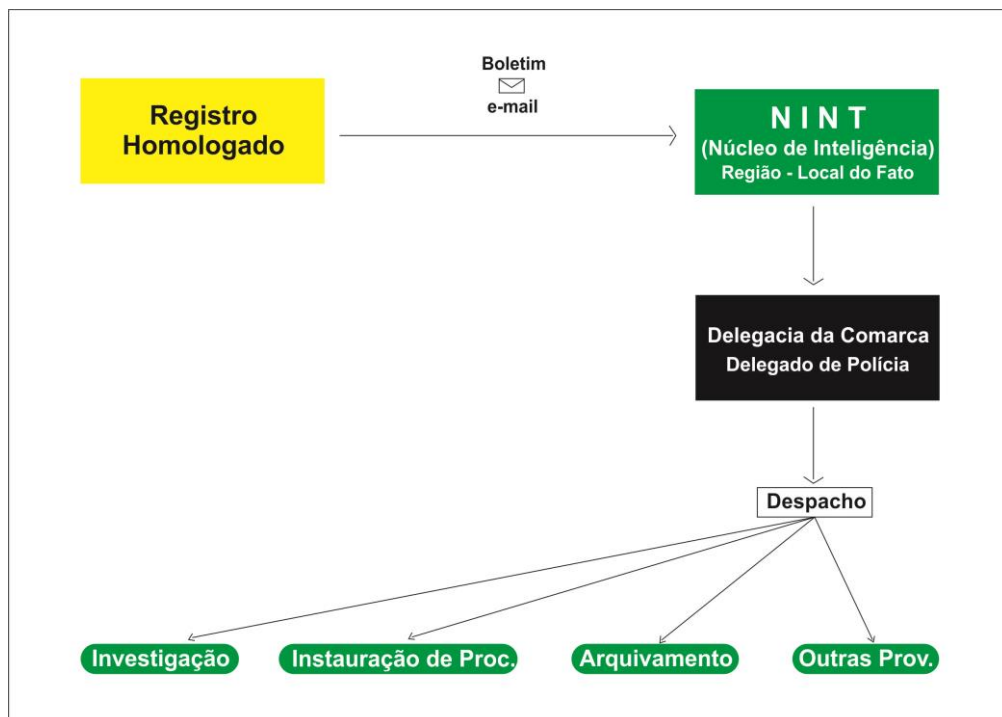 Boletim
e-mail
Registro
Homologado
N I N T
(Núcleo de Inteligência)
Região - Local do Fato
Delegacia da Comarca
Delegado de Polícia
Despacho
Investigação
Instauração de Proc.
Arquivamento
Outras Prov.